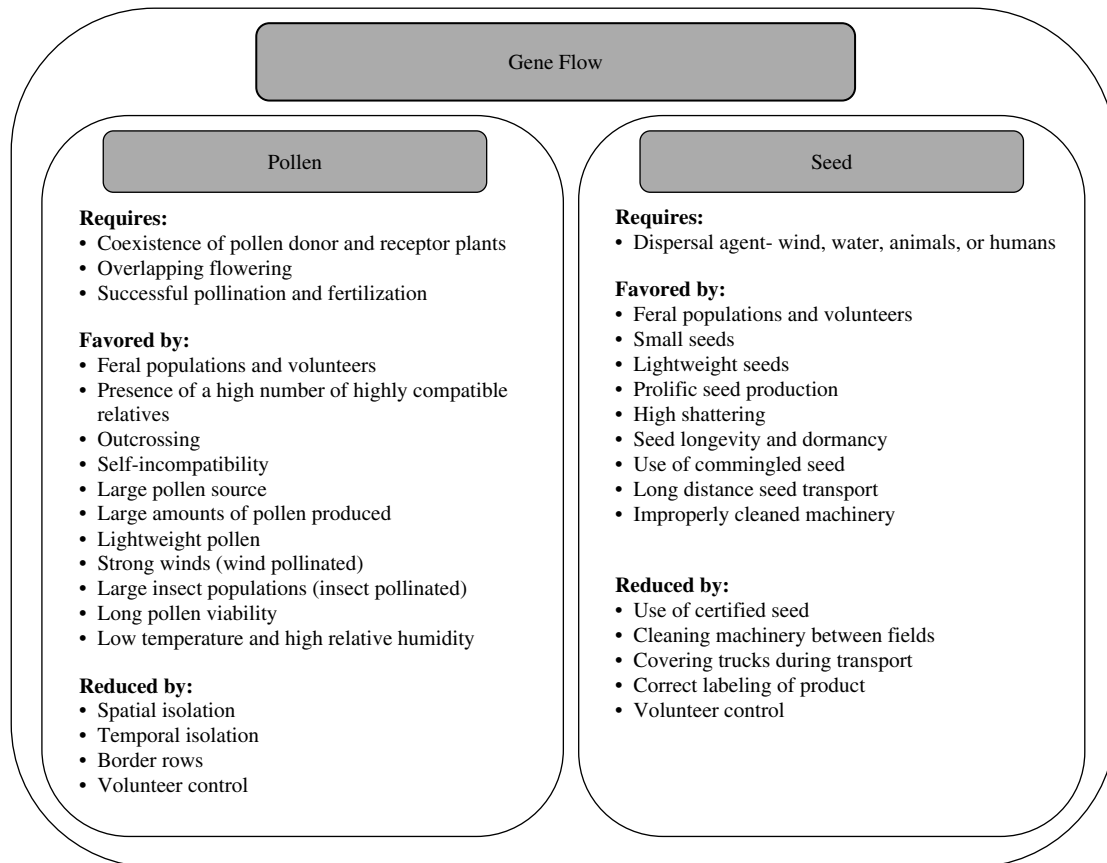 Gene Flow
Pollen
Requires:
• Coexistence of pollen donor and receptor plants
• Overlapping flowering
• Successful pollination and fertilization
Favored by:
• Feral populations and volunteers
• Presence of a high number of highly compatible
relatives
• Outcrossing
• Self-incompatibility
• Large pollen source
• Large amounts of pollen produced
• Lightweight pollen
• Strong winds (wind pollinated)
• Large insect populations (insect pollinated)
• Long pollen viability
• Low temperature and high relative humidity
Reduced by:
• Spatial isolation
• Temporal isolation
• Border rows
• Volunteer control
Seed
Requires:
• Dispersal agent- wind, water, animals, or humans
Favored by:
• Feral populations and volunteers
• Small seeds
• Lightweight seeds
• Prolific seed production
• High shattering
• Seed longevity and dormancy
• Use of commingled seed
• Long distance seed transport
• Improperly cleaned machinery
Reduced by:
• Use of certified seed
• Cleaning machinery between fields
• Covering trucks during transport
• Correct labeling of product
• Volunteer control